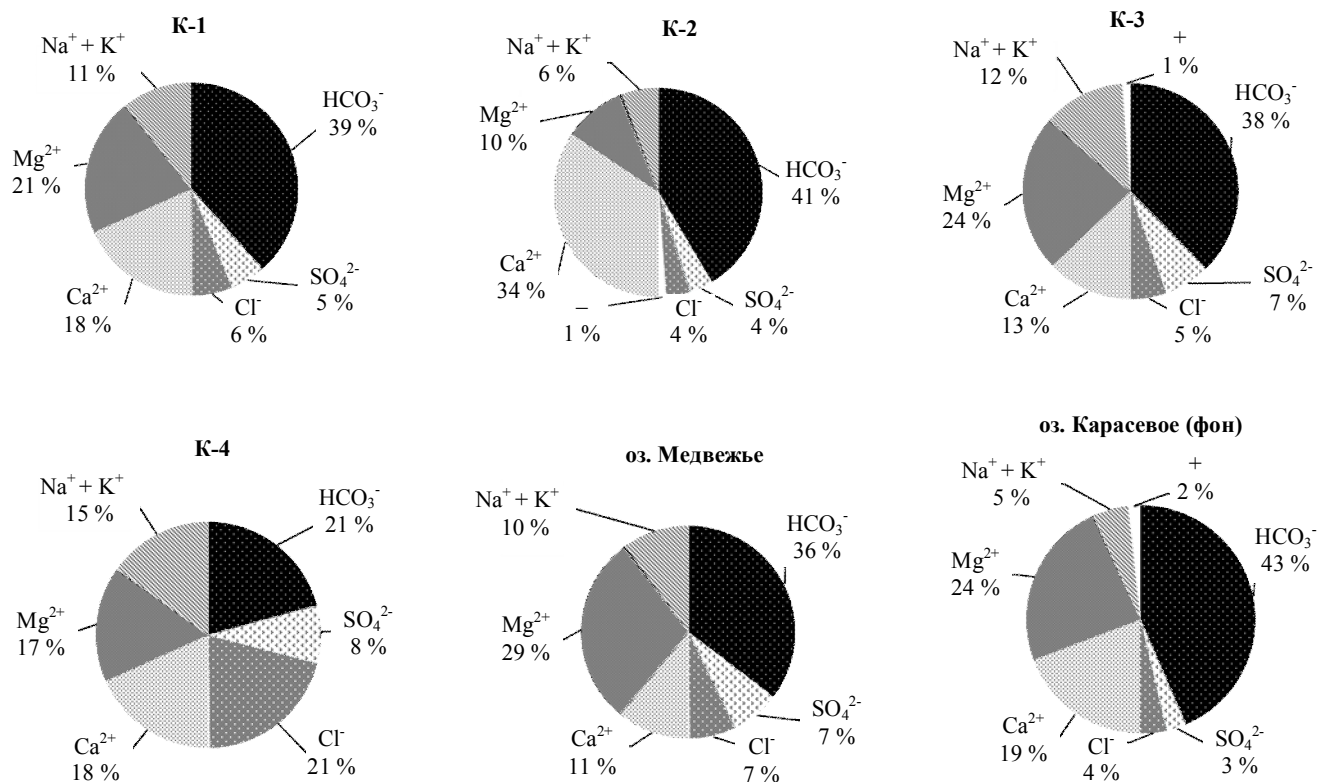 К-1
Na⁺ + K⁺
11 %
HCO₃⁻
39 %
Mg²⁺
21 %
SO₄²⁻
5 %
Ca²⁺
18 %
Cl⁻
6 %
К-2
Na⁺ + K⁺
6 %
Mg²⁺
10 %
HCO₃⁻
41 %
Ca²⁺
34 %
SO₄²⁻
4 %
–
1 %
Cl⁻
4 %
К-3
Na⁺ + K⁺
12 %
+
1 %
HCO₃⁻
38 %
Mg²⁺
24 %
SO₄²⁻
7 %
Ca²⁺
13 %
Cl⁻
5 %
К-4
Na⁺ + K⁺
15 %
HCO₃⁻
21 %
Mg²⁺
17 %
SO₄²⁻
8 %
Ca²⁺
18 %
Cl⁻
21 %
оз. Медвежье
Na⁺ + K⁺
10 %
HCO₃⁻
36 %
Mg²⁺
29 %
SO₄²⁻
7 %
Ca²⁺
11 %
Cl⁻
7 %
оз. Карасевое (фон)
Na⁺ + K⁺
5 %
+
2 %
HCO₃⁻
43 %
Mg²⁺
24 %
Ca²⁺
19 %
Cl⁻
4 %
SO₄²⁻
3 %